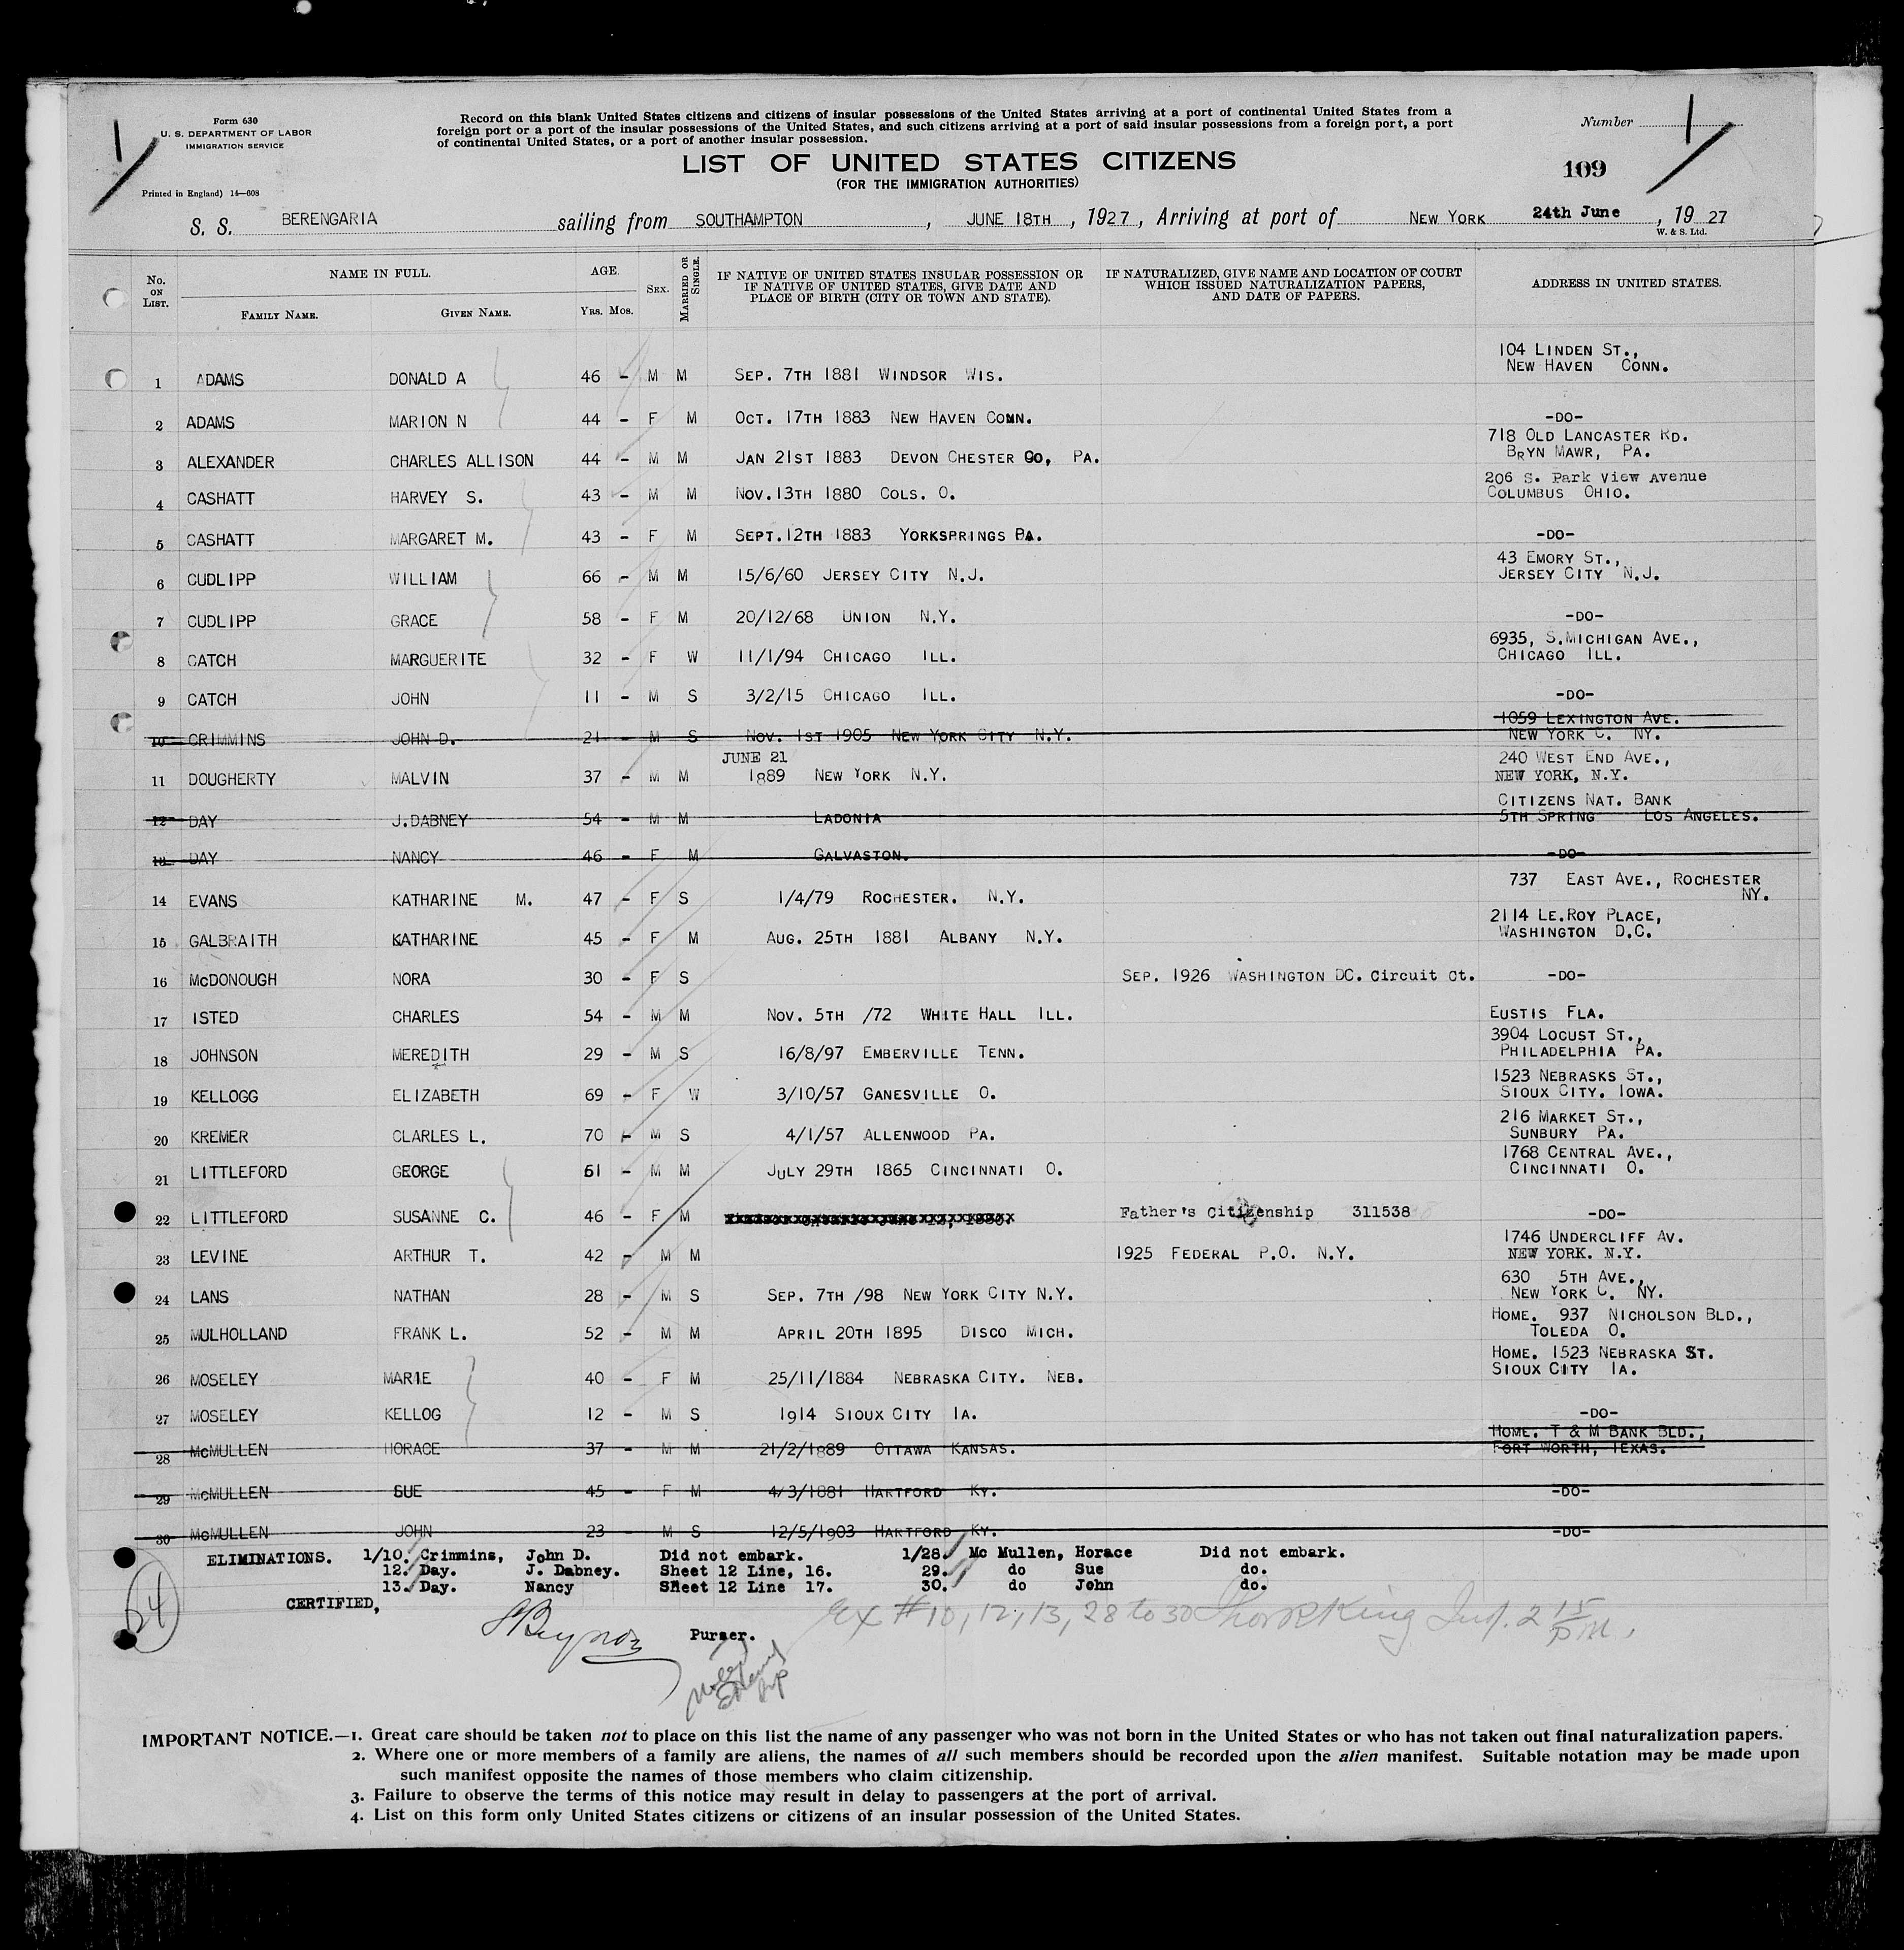 Form 630
U. S. DEPARTMENT OF LABOR
IMMIGRATION SERVICE
Printed in England) 14—608
Record on this blank United States citizens and citizens of insular possessions of the United States arriving at a port of continental United States from a
foreign port or a port of the insular possessions of the United States, and such citizens arriving at a port of said insular possessions from a foreign port, a port
of continental United States, or a port of another insular possession.
LIST OF UNITED STATES CITIZENS
(FOR THE IMMIGRATION AUTHORITIES)
Number 1
109
S. S. BERENGARIA sailing from SOUTHAMPTON, JUNE 18TH, 1927, Arriving at port of NEW YORK 24th June, 19 27
W. & S. Ltd.
No. ON LIST. NAME IN FULL. FAMILY NAME. GIVEN NAME. AGE. YRS. MOS. SEX. MARRIED OR SINGLE. IF NATIVE OF UNITED STATES INSULAR POSSESSION OR IF NATIVE OF UNITED STATES, GIVE DATE AND PLACE OF BIRTH (CITY OR TOWN AND STATE). IF NATURALIZED, GIVE NAME AND LOCATION OF COURT WHICH ISSUED NATURALIZATION PAPERS, AND DATE OF PAPERS. ADDRESS IN UNITED STATES.
1 ADAMS DONALD A 46 - M M SEP. 7TH 1881 WINDSOR WIS. 104 LINDEN ST., NEW HAVEN CONN.
2 ADAMS MARION N 44 - F M OCT. 17TH 1883 NEW HAVEN CONN. -DO-
3 ALEXANDER CHARLES ALLISON 44 - M M JAN 21ST 1883 DEVON CHESTER CO, PA. 718 OLD LANCASTER RD. BRYN MAWR, PA.
4 CASHATT HARVEY S. 43 - M M NOV. 13TH 1880 COLS. O. 206 S. Park View Avenue COLUMBUS OHIO.
5 CASHATT MARGARET M. 43 - F M SEPT. 12TH 1883 YORKSPRINGS PA. -DO-
6 CUDLIPP WILLIAM 66 - M M 15/6/60 JERSEY CITY N.J. 43 EMORY ST., JERSEY CITY N.J.
7 CUDLIPP GRACE 58 - F M 20/12/68 UNION N.Y. -DO-
8 CATCH MARGUERITE 32 - F W 11/1/94 CHICAGO ILL. 6935, S. MICHIGAN AVE., CHICAGO ILL.
9 CATCH JOHN 11 - M S 3/2/15 CHICAGO ILL. -DO-
10 CRIMMINS JOHN D. 21 - M S NOV. 1ST 1905 NEW YORK CITY N.Y. 1059 LEXINGTON AVE. NEW YORK C. NY.
11 DOUGHERTY MALVIN 37 - M M JUNE 21 1889 NEW YORK N.Y. 240 WEST END AVE., NEW YORK, N.Y.
12 DAY J. DABNEY 54 - M M LADONIA CITIZENS NAT. BANK 5TH SPRING LOS ANGELES.
13 DAY NANCY 46 - F M GALVASTON. -DO-
14 EVANS KATHARINE M. 47 - F S 1/4/79 ROCHESTER. N.Y. 737 EAST AVE., ROCHESTER NY.
15 GALBRAITH KATHARINE 45 - F M AUG. 25TH 1881 ALBANY N.Y. 2114 LE.ROY PLACE, WASHINGTON D.C.
16 McDONOUGH NORA 30 - F S SEP. 1926 WASHINGTON DC. Circuit Ct. -DO-
17 ISTED CHARLES 54 - M M NOV. 5TH /72 WHITE HALL ILL. EUSTIS FLA.
18 JOHNSON MEREDITH 29 - M S 16/8/97 EMBERVILLE TENN. 3904 LOCUST ST., PHILADELPHIA PA.
19 KELLOGG ELIZABETH 69 - F W 3/10/57 GANESVILLE O. 1523 NEBRASKS ST., SIOUX CITY. IOWA.
20 KREMER CLARLES L. 70 - M S 4/1/57 ALLENWOOD PA. 216 MARKET ST., SUNBURY PA.
21 LITTLEFORD GEORGE 61 - M M JULY 29TH 1865 CINCINNATI O. 1768 CENTRAL AVE., CINCINNATI O.
22 LITTLEFORD SUSANNE C. 46 - F M Father's Citizenship 311538 -DO-
23 LEVINE ARTHUR T. 42 - M M 1925 FEDERAL P.O. N.Y. 1746 UNDERCLIFF AV. NEW YORK. N.Y.
24 LANS NATHAN 28 - M S SEP. 7TH /98 NEW YORK CITY N.Y. 630 5TH AVE., NEW YORK C. NY.
25 MULHOLLAND FRANK L. 52 - M M APRIL 20TH 1895 DISCO MICH. HOME. 937 NICHOLSON BLD., TOLEDA O.
26 MOSELEY MARIE 40 - F M 25/11/1884 NEBRASKA CITY. NEB. HOME. 1523 NEBRASKA ST. SIOUX CITY IA.
27 MOSELEY KELLOG 12 - M S 1914 SIOUX CITY IA. -DO-
28 McMULLEN HORACE 37 - M M 21/2/1889 OTTAWA KANSAS. HOME. T & M BANK BLD., FORT WORTH, TEXAS.
29 McMULLEN SUE 45 - F M 4/3/1881 HARTFORD KY. -DO-
30 McMULLEN JOHN 23 M S 12/5/1903 HARTFORD KY. -DO-
ELIMINATIONS. 1/10. Crimmins, John D. Did not embark. 1/28. Mc Mullen, Horace Did not embark.
12. Day. J. Dabney. Sheet 12 Line, 16. 29. do Sue do.
13. Day. Nancy Sheet 12 Line 17. 30. do John do.
CERTIFIED,
Purser.
Ex # 10, 12, 13, 28 to 30 Insp. 2 15 PM.
IMPORTANT NOTICE.—1. Great care should be taken not to place on this list the name of any passenger who was not born in the United States or who has not taken out final naturalization papers.
2. Where one or more members of a family are aliens, the names of all such members should be recorded upon the alien manifest. Suitable notation may be made upon
such manifest opposite the names of those members who claim citizenship.
3. Failure to observe the terms of this notice may result in delay to passengers at the port of arrival.
4. List on this form only United States citizens or citizens of an insular possession of the United States.